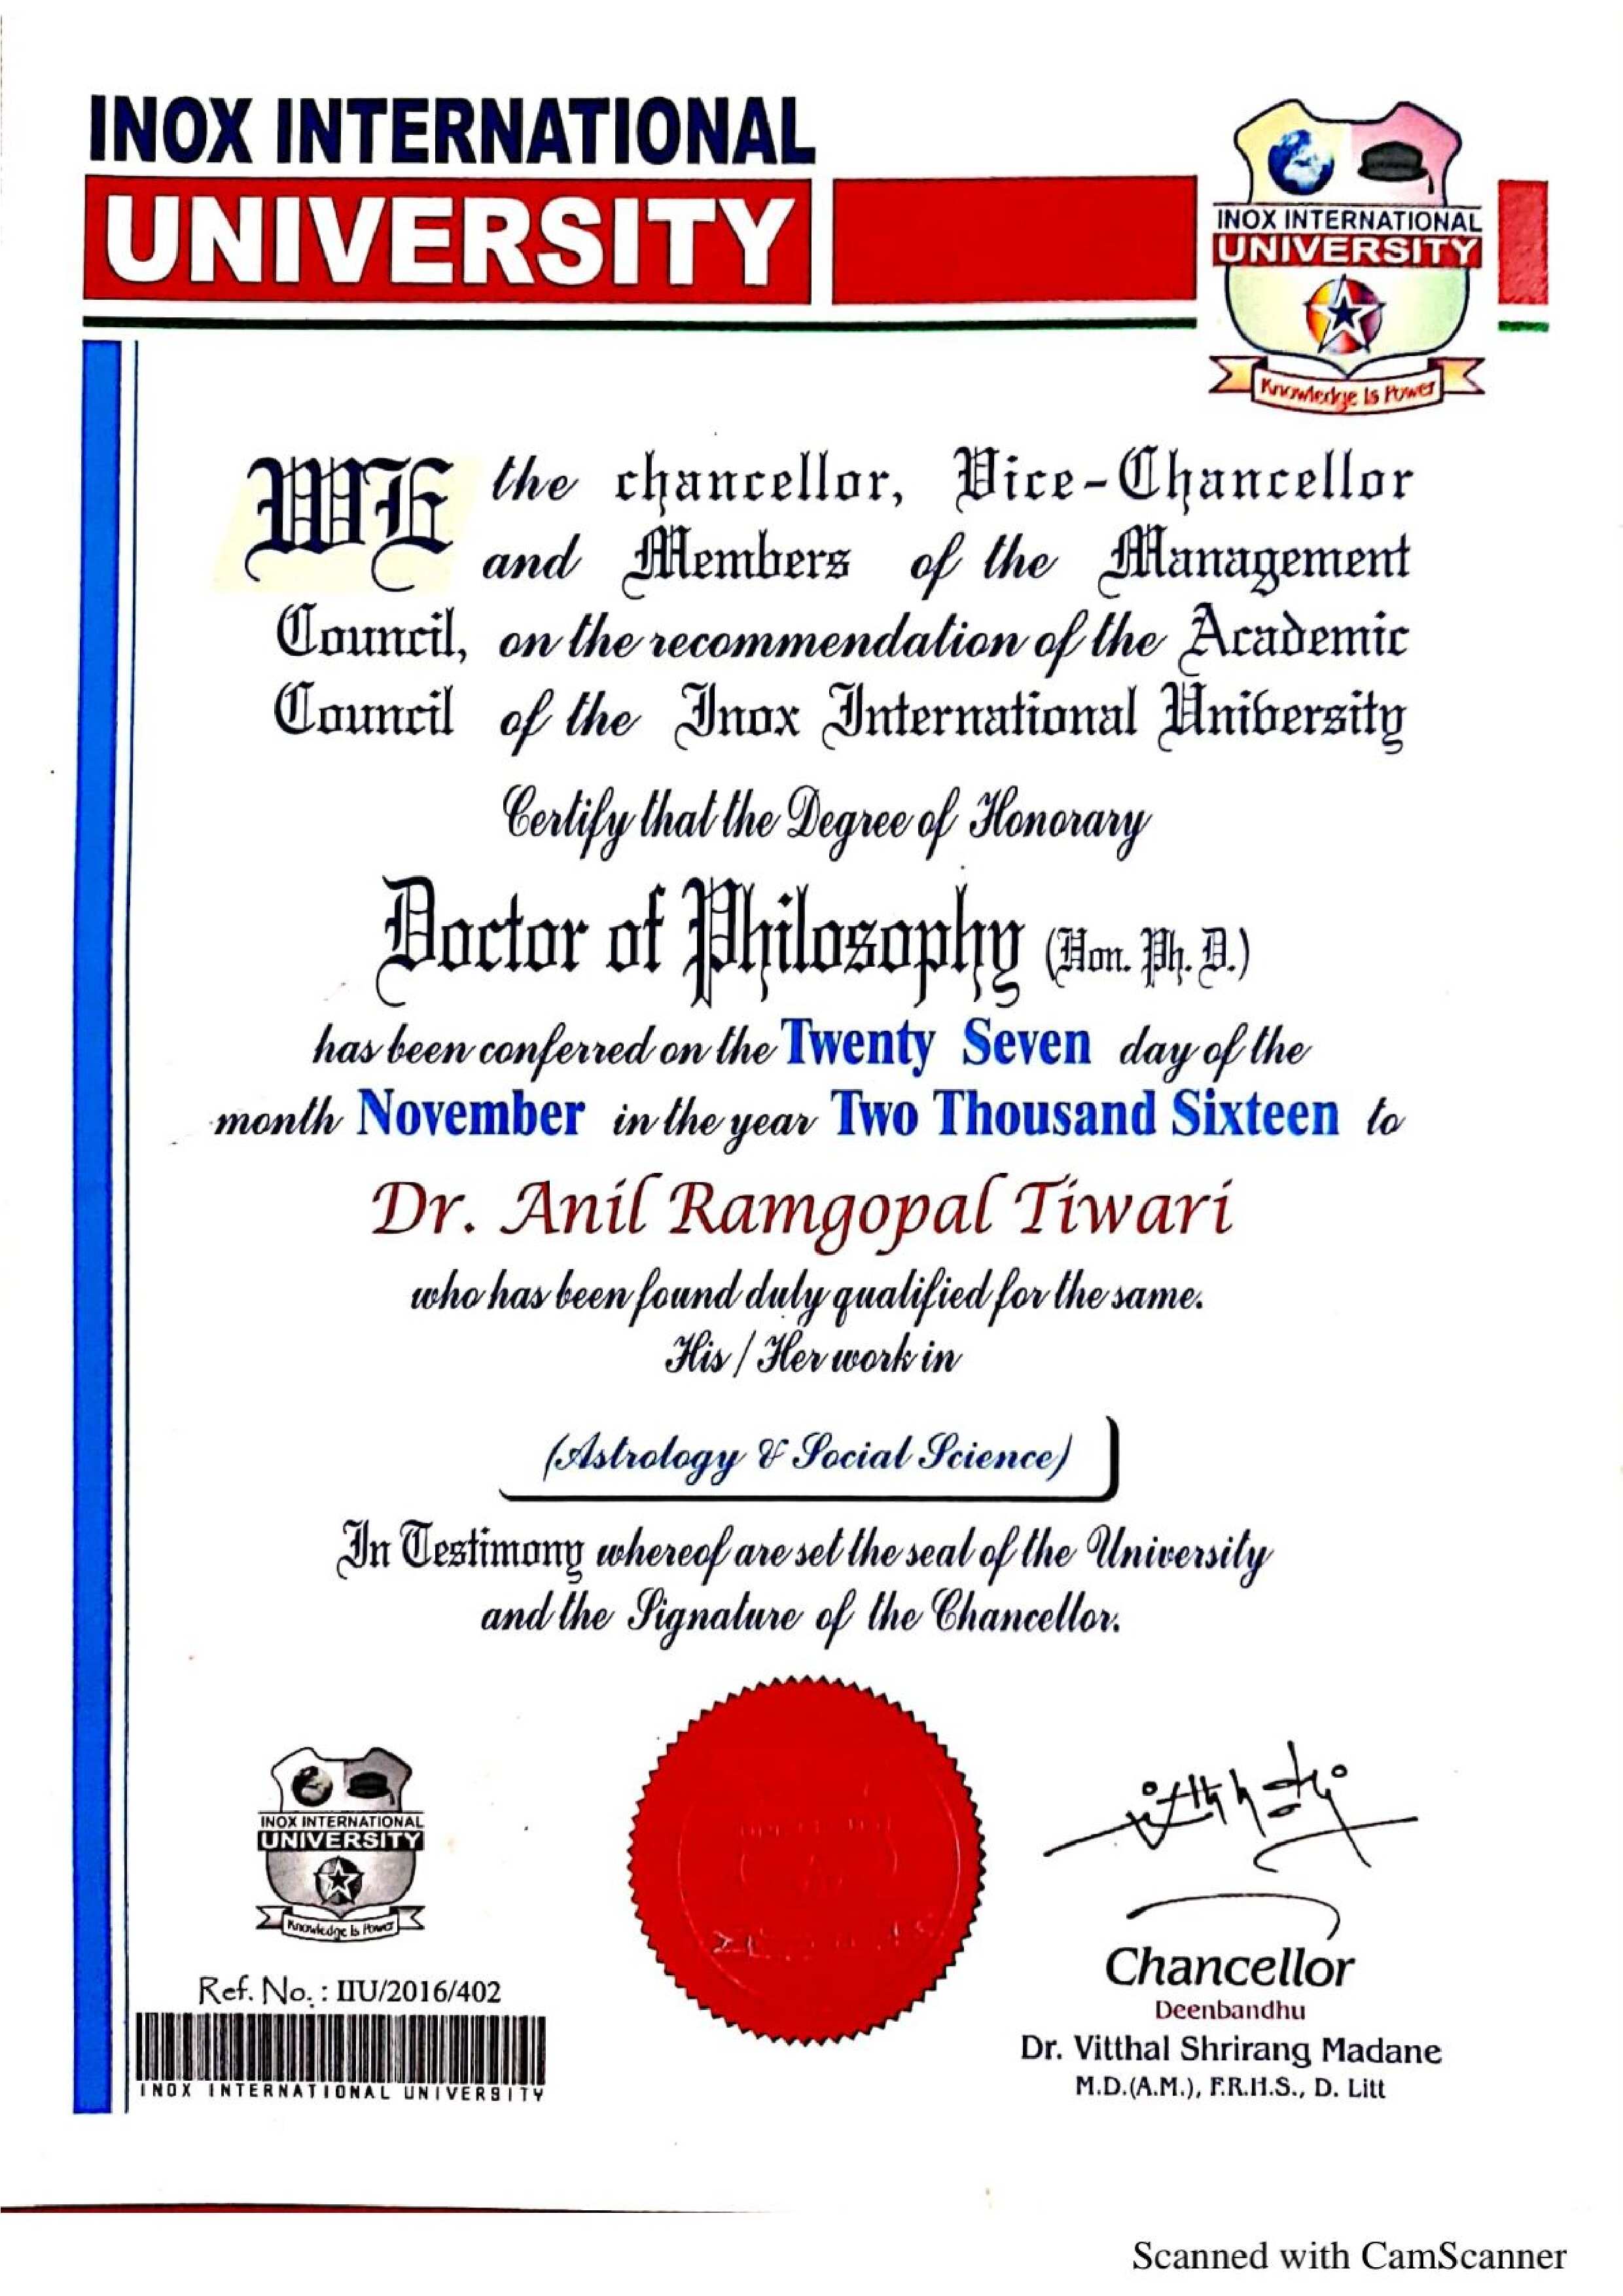 INOX INTERNATIONAL
UNIVERSITY
INOX INTERNATIONAL
UNIVERSITY
Knowledge Is Power
WE the chancellor, Vice-Chancellor
and Members of the Management
Council, on the recommendation of the Academic
Council of the Inox International University
Certify that the Degree of Honorary
Doctor of Philosophy (Hon. Ph. D.)
has been conferred on the Twenty Seven day of the
month November in the year Two Thousand Sixteen to
Dr. Anil Ramgopal Tiwari
who has been found duly qualified for the same.
His / Her work in
(Astrology & Social Science)
In Testimony whereof are set the seal of the University
and the Signature of the Chancellor.
INOX INTERNATIONAL
UNIVERSITY
Knowledge Is Power
Ref. No. : IIU/2016/402
INOX INTERNATIONAL UNIVERSITY
Chancellor
Deenbandhu
Dr. Vitthal Shrirang Madane
M.D.(A.M.), F.R.H.S., D. Litt
Scanned with CamScanner